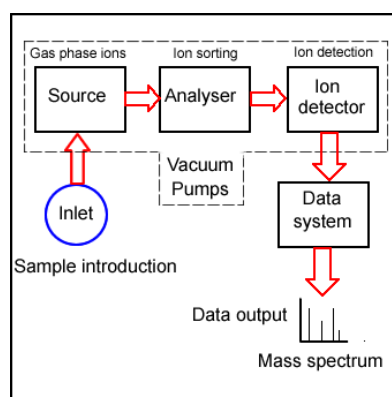 Gas phase ions
Ion sorting
Ion detection
Source
Analyser
Ion
detector
Vacuum
Pumps
Inlet
Sample introduction
Data
system
Data output
Mass spectrum